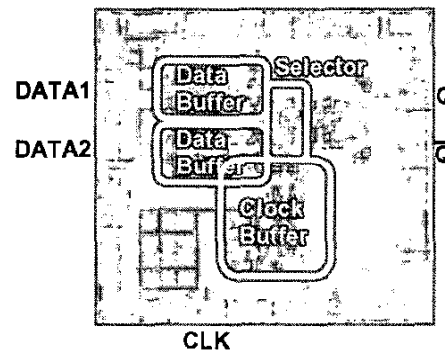 Data
Buffer
Selector
DATA1
Q
DATA2
Data
Buffer
Q̅
Clock
Buffer
CLK